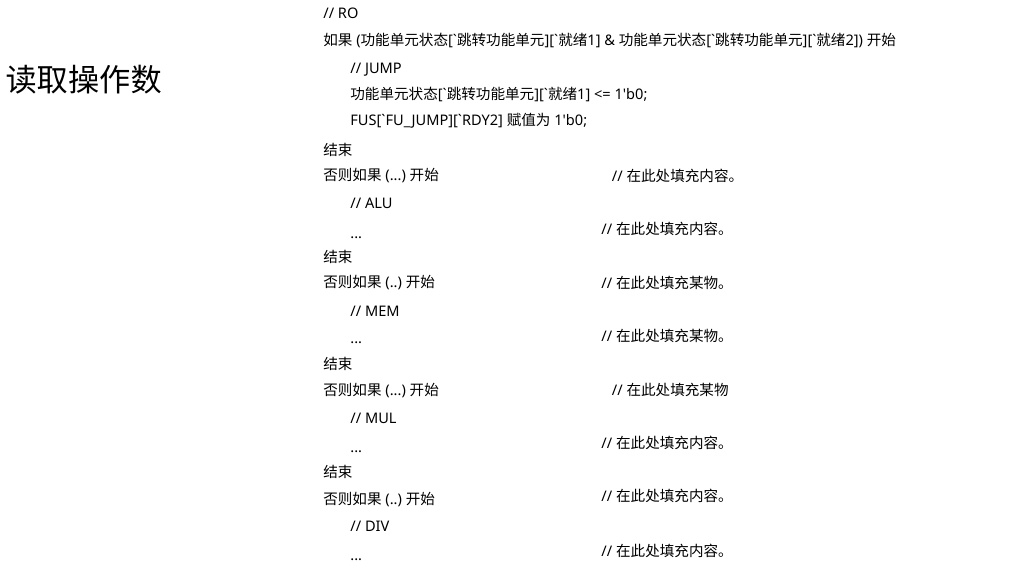 读取操作数
// RO
如果 (功能单元状态[`跳转功能单元][`就绪1] & 功能单元状态[`跳转功能单元][`就绪2]) 开始
// JUMP
功能单元状态[`跳转功能单元][`就绪1] <= 1'b0;
FUS[`FU_JUMP][`RDY2] 赋值为 1'b0;
结束
否则如果 (...) 开始 // 在此处填充内容。
// ALU
... // 在此处填充内容。
结束
否则如果 (..) 开始 // 在此处填充某物。
// MEM
... // 在此处填充某物。
结束
否则如果 (...) 开始 // 在此处填充某物
// MUL
... // 在此处填充内容。
结束
否则如果 (..) 开始 // 在此处填充内容。
// DIV
... // 在此处填充内容。